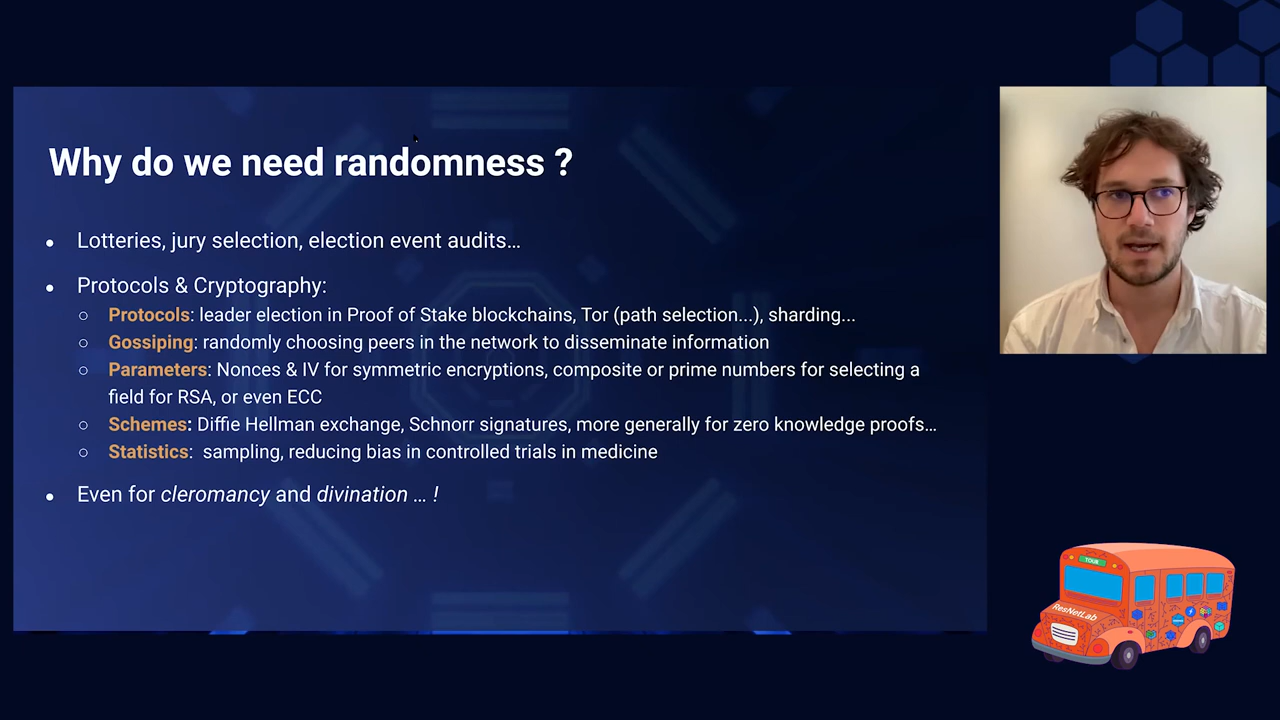 Why do we need randomness ?
● Lotteries, jury selection, election event audits…
● Protocols & Cryptography:
○ Protocols: leader election in Proof of Stake blockchains, Tor (path selection...), sharding...
○ Gossiping: randomly choosing peers in the network to disseminate information
○ Parameters: Nonces & IV for symmetric encryptions, composite or prime numbers for selecting a
field for RSA, or even ECC
○ Schemes: Diffie Hellman exchange, Schnorr signatures, more generally for zero knowledge proofs…
○ Statistics: sampling, reducing bias in controlled trials in medicine
● Even for cleromancy and divination … !
TOUR
ResNetLab